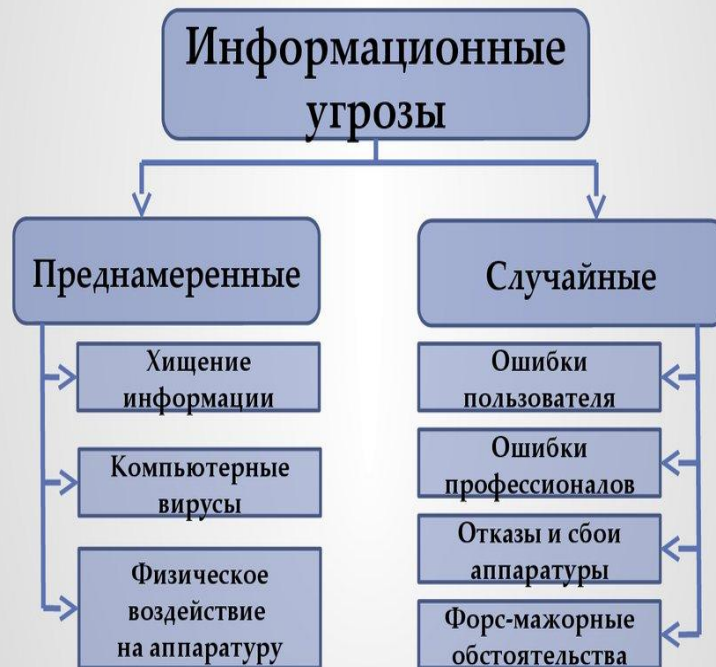 Информационные
угрозы
Преднамеренные
Хищение
информации
Компьютерные
вирусы
Физическое
воздействие
на аппаратуру
Случайные
Ошибки
пользователя
Ошибки
профессионалов
Отказы и сбои
аппаратуры
Форс-мажорные
обстоятельства